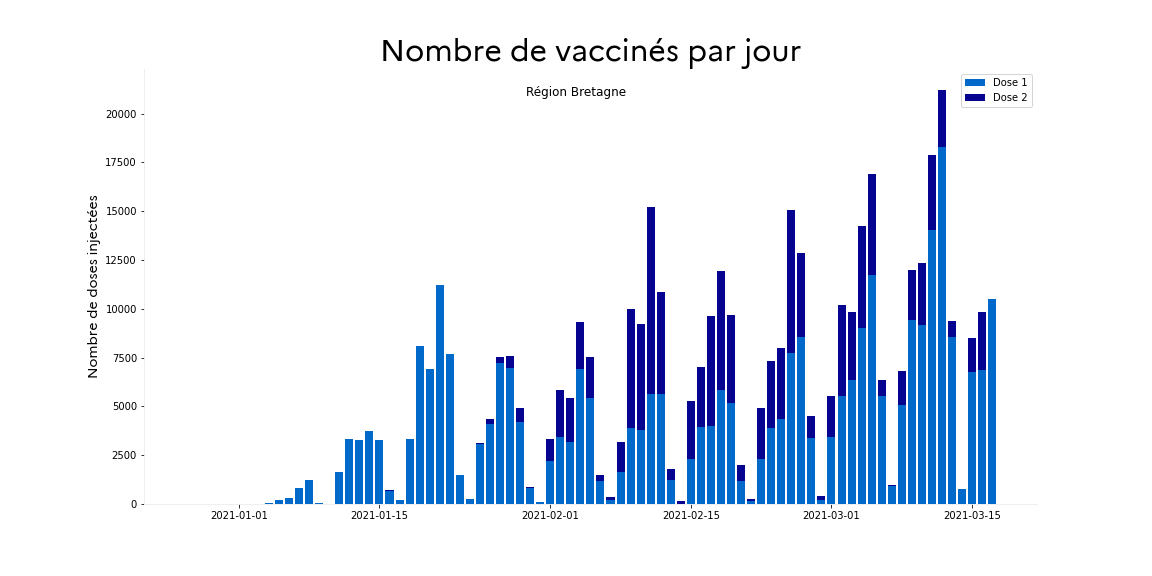 Nombre de vaccinés par jour
Région Bretagne
Dose 1
Dose 2
Nombre de doses injectées
20000
17500
15000
12500
10000
7500
5000
2500
0
2021-01-01 2021-01-15 2021-02-01 2021-02-15 2021-03-01 2021-03-15